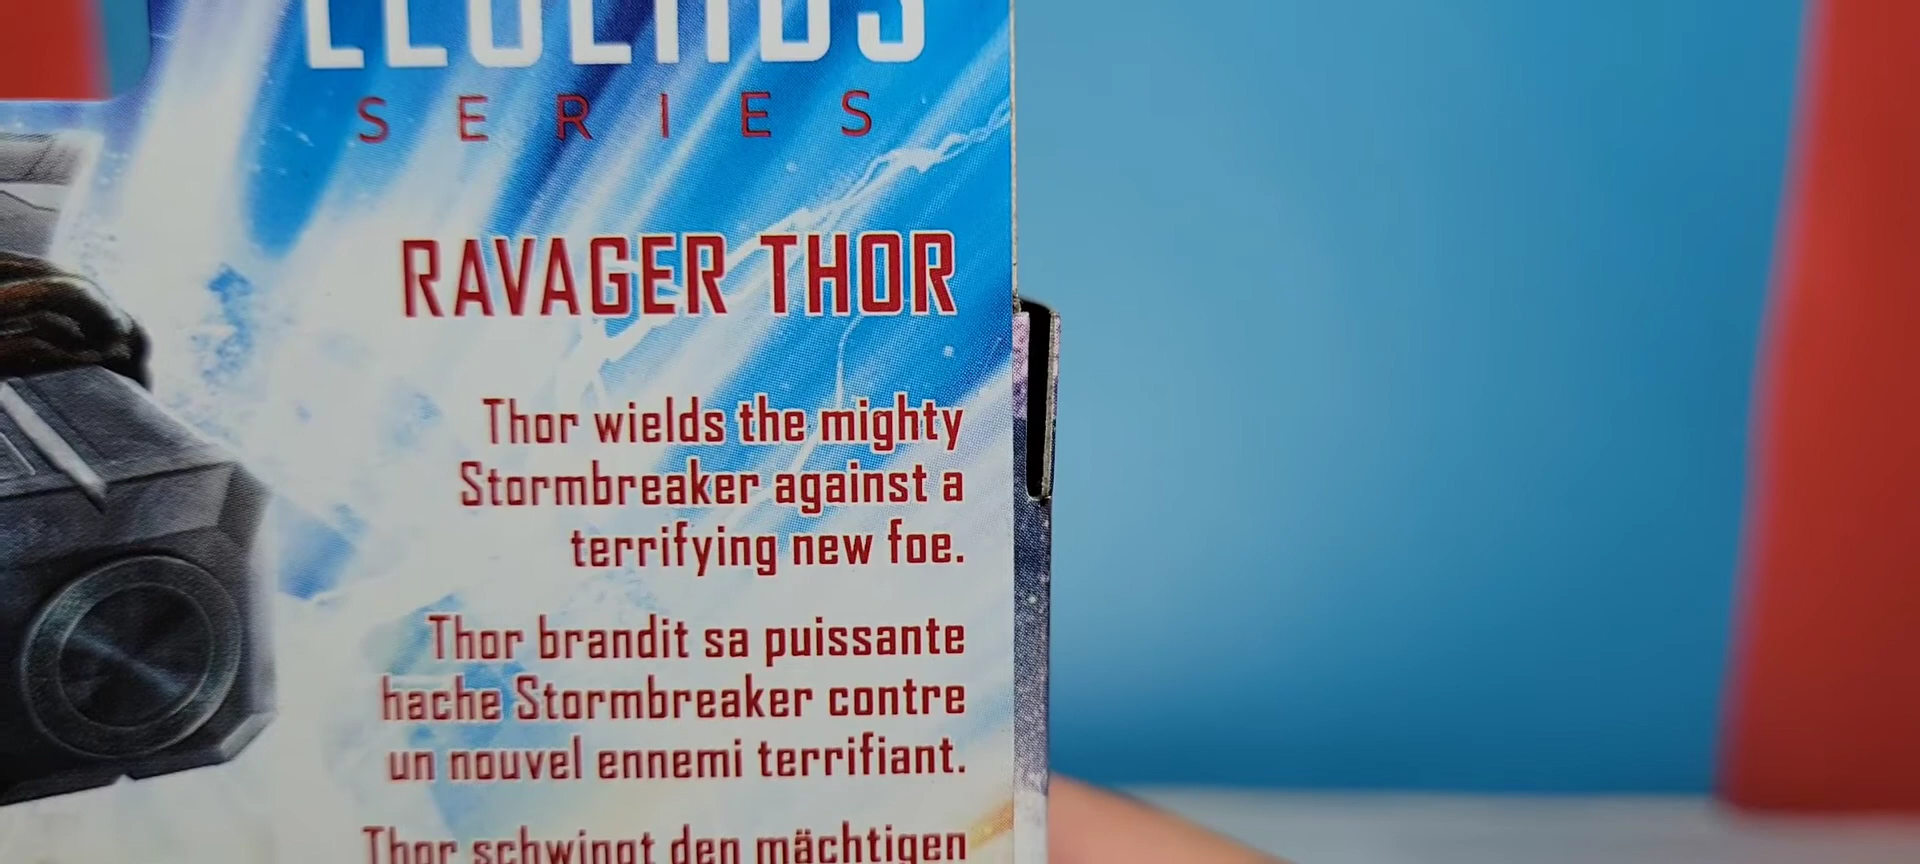 LEGENDS
SERIES
RAVAGER THOR
Thor wields the mighty
Stormbreaker against a
terrifying new foe.
Thor brandit sa puissante
hache Stormbreaker contre
un nouvel ennemi terrifiant.
Thor schwingt den mächtigen